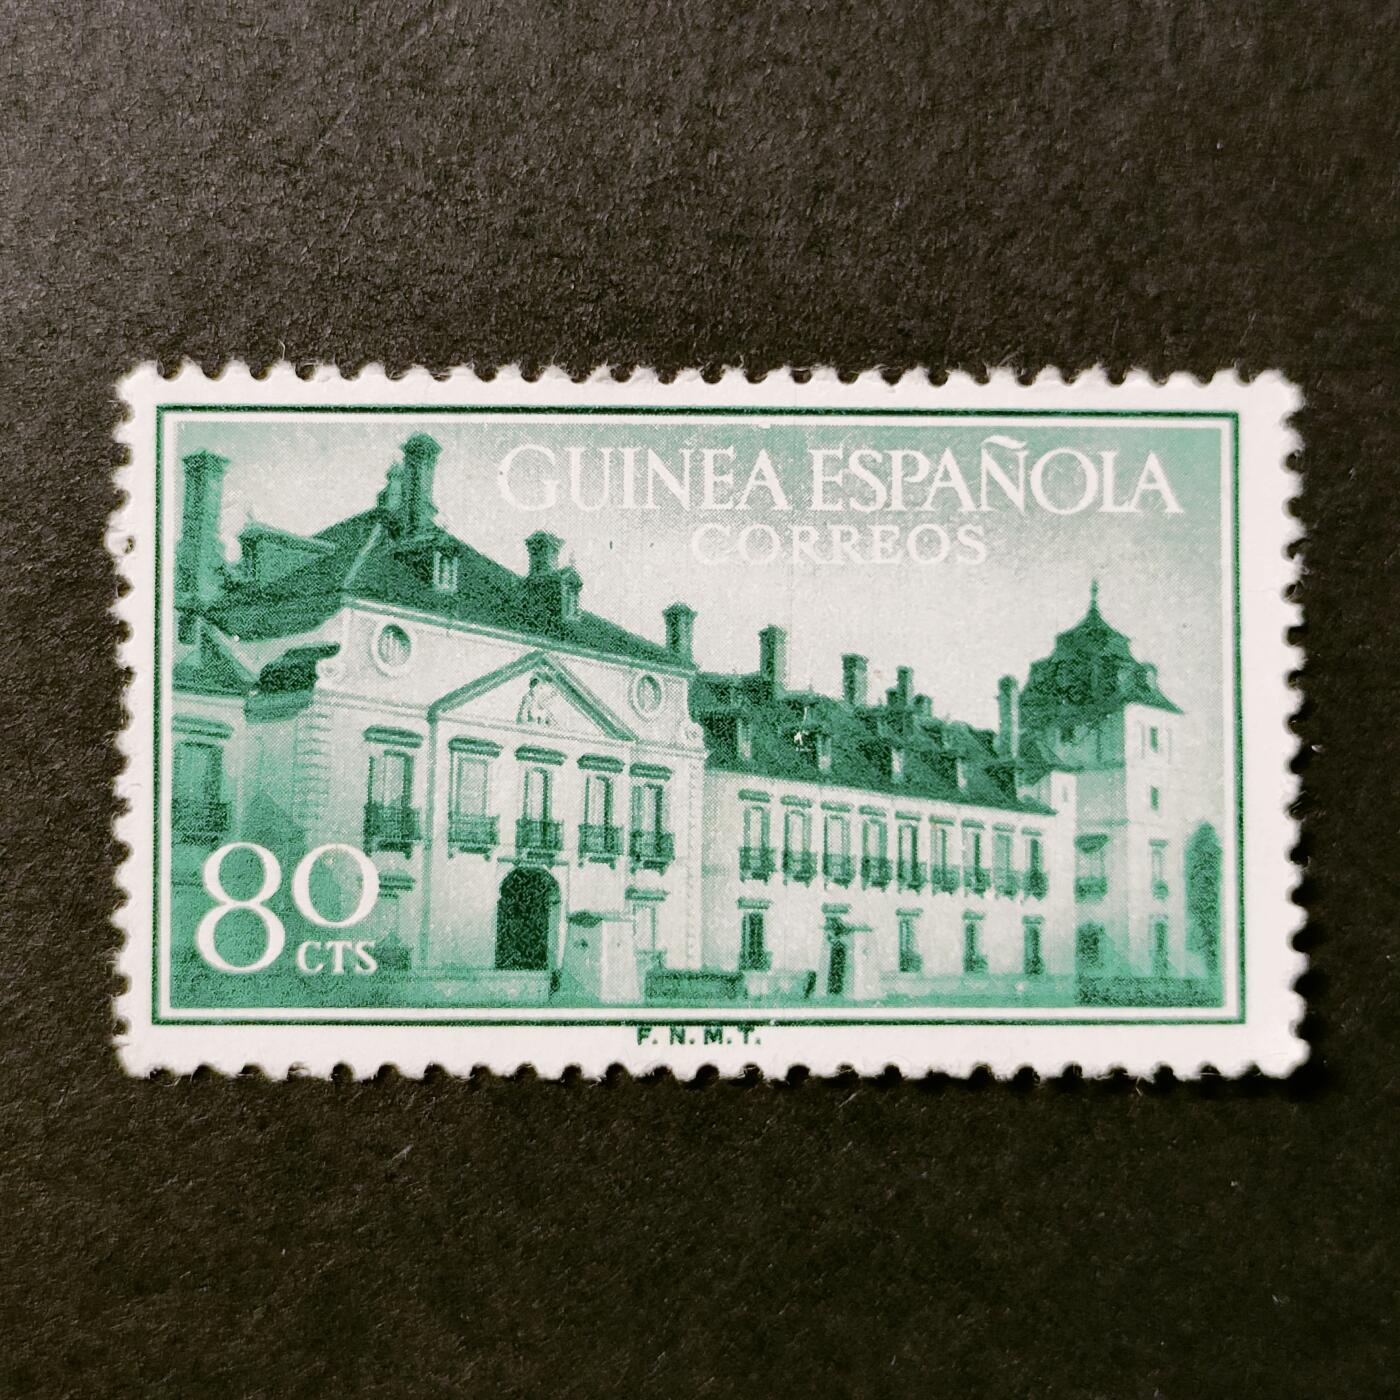 GUINEA ESPAÑOLA
CORREOS
80
CTS
F.N.M.T.